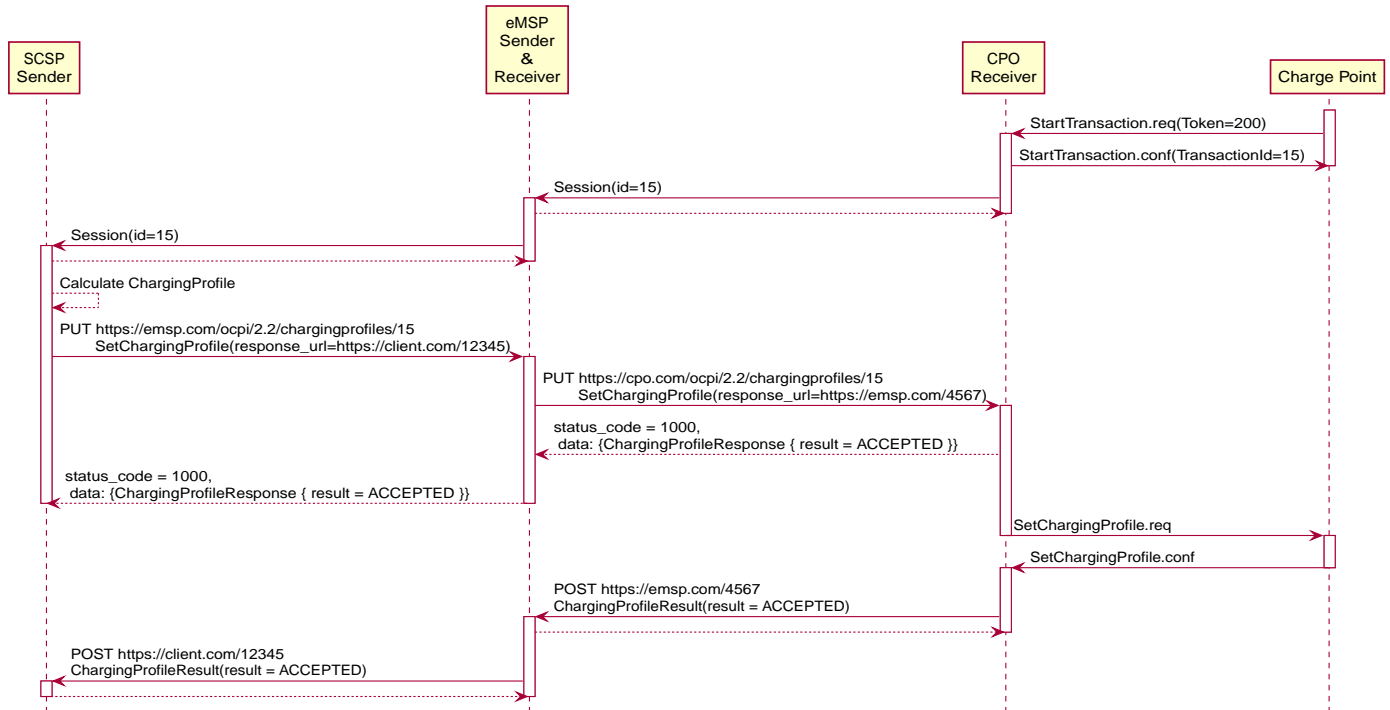 SCSP
Sender
eMSP
Sender
&
Receiver
CPO
Receiver
Charge Point
StartTransaction.req(Token=200)
StartTransaction.conf(TransactionId=15)
Session(id=15)
Session(id=15)
Calculate ChargingProfile
PUT https://emsp.com/ocpi/2.2/chargingprofiles/15
SetChargingProfile(response_url=https://client.com/12345)
PUT https://cpo.com/ocpi/2.2/chargingprofiles/15
SetChargingProfile(response_url=https://emsp.com/4567)
status_code = 1000,
data: {ChargingProfileResponse { result = ACCEPTED }}
status_code = 1000,
data: {ChargingProfileResponse { result = ACCEPTED }}
SetChargingProfile.req
SetChargingProfile.conf
POST https://emsp.com/4567
ChargingProfileResult(result = ACCEPTED)
POST https://client.com/12345
ChargingProfileResult(result = ACCEPTED)